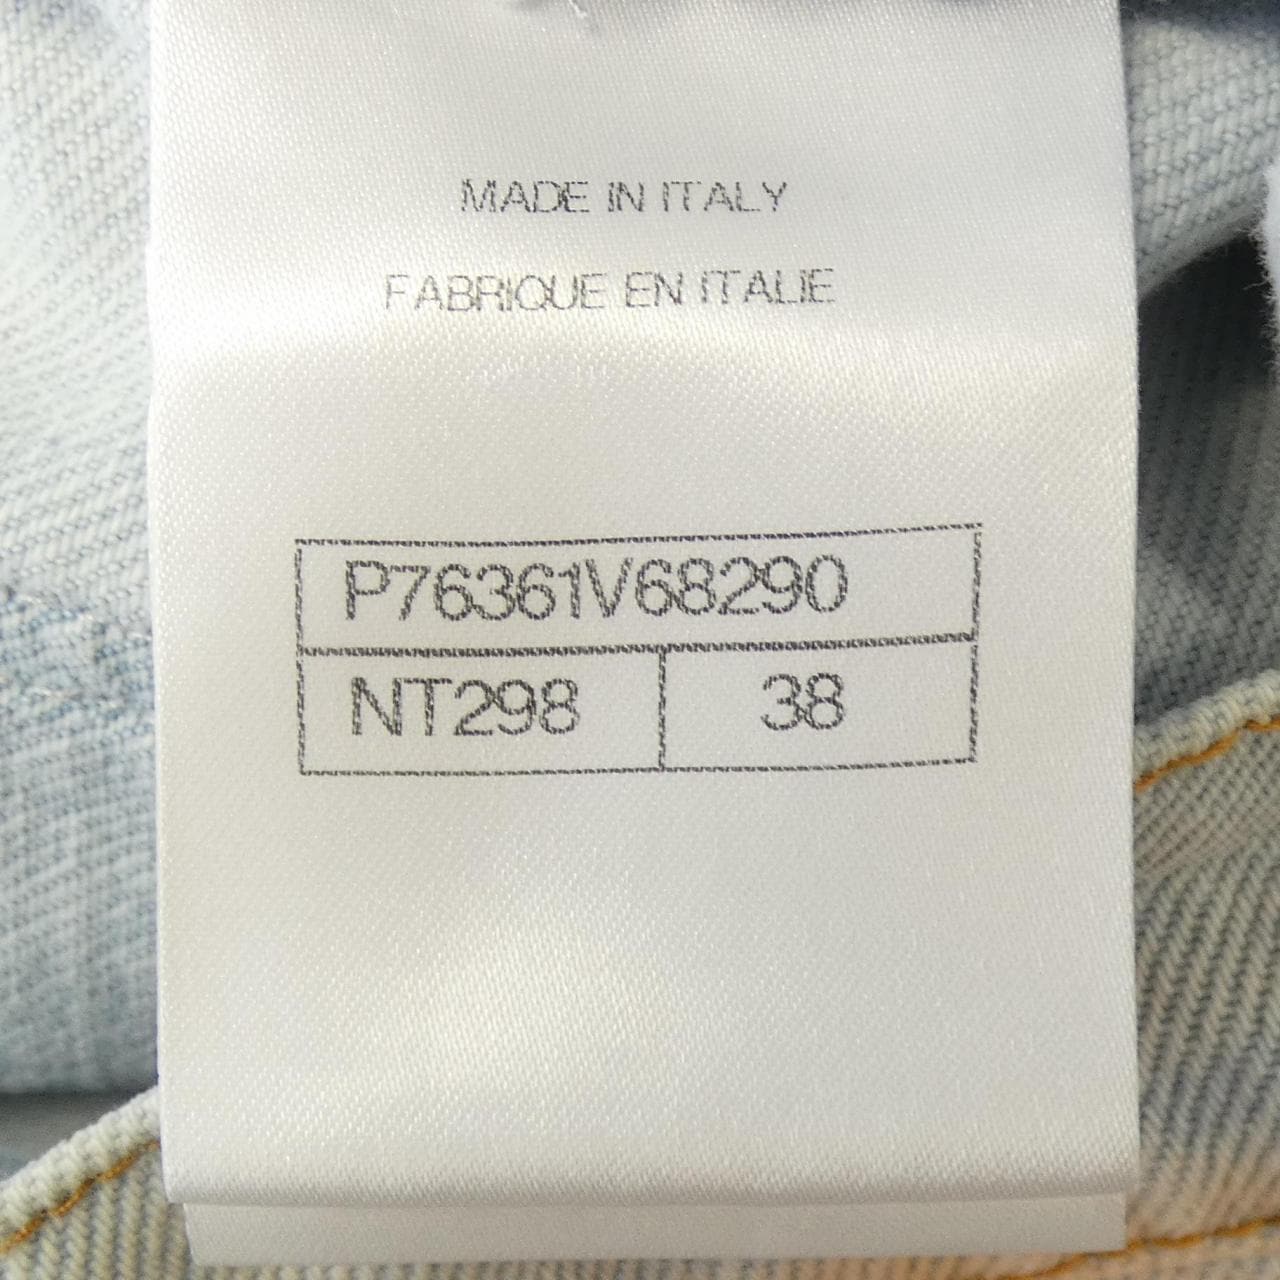 MADE IN ITALY
FABRIQUE EN ITALIE
P76361V68290
NT298 38